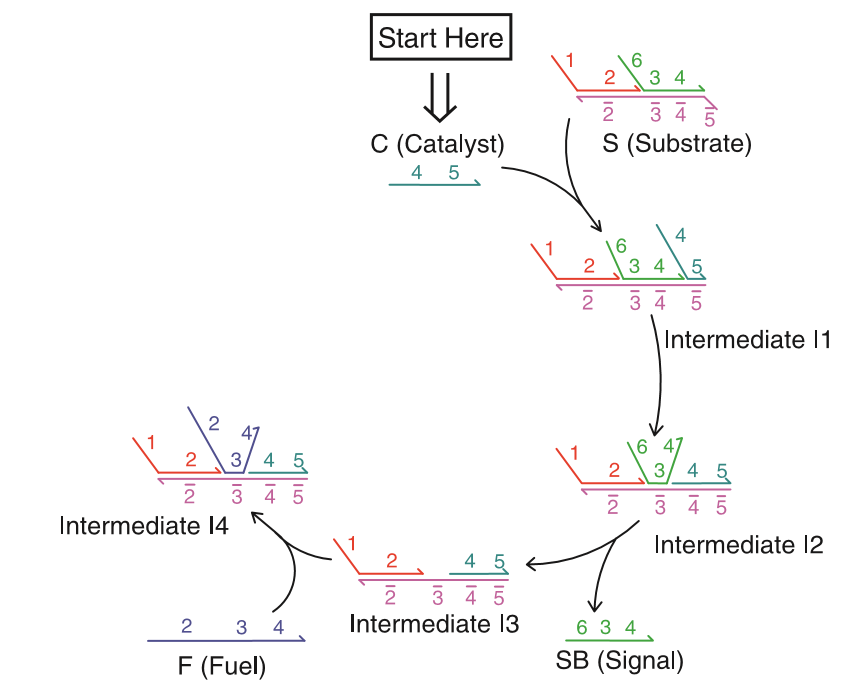 Start Here
C (Catalyst)
4 5
1 2 6 3 4
2̅ 3̅ 4̅ 5̅
S (Substrate)
1 2 6 3 4 4 5
2̅ 3̅ 4̅ 5̅
Intermediate I1
1 2 6 3 4 4 5
2̅ 3̅ 4̅ 5̅
Intermediate I2
6 3 4
SB (Signal)
1 2 4 5
2̅ 3̅ 4̅ 5̅
Intermediate I3
2 3 4
F (Fuel)
1 2 2 3 4 4 5
2̅ 3̅ 4̅ 5̅
Intermediate I4